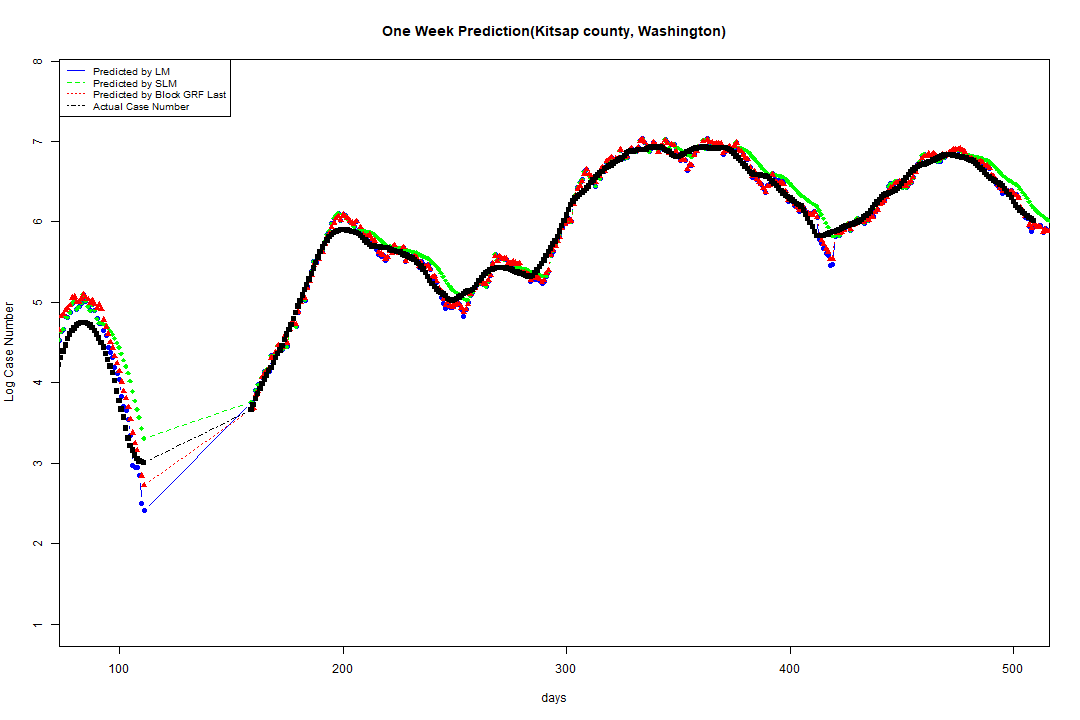 One Week Prediction(Kitsap county, Washington)
Predicted by LM
Predicted by SLM
Predicted by Block GRF Last
Actual Case Number
8
7
6
5
4
3
2
1
Log Case Number
100 200 300 400 500
days